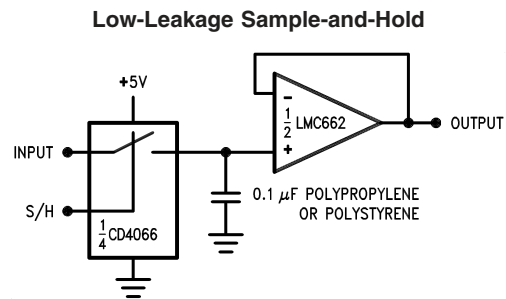 Low-Leakage Sample-and-Hold
+5V
INPUT
S/H
1/4 CD4066
-
+
1/2 LMC662
OUTPUT
0.1 μF POLYPROPYLENE
OR POLYSTYRENE